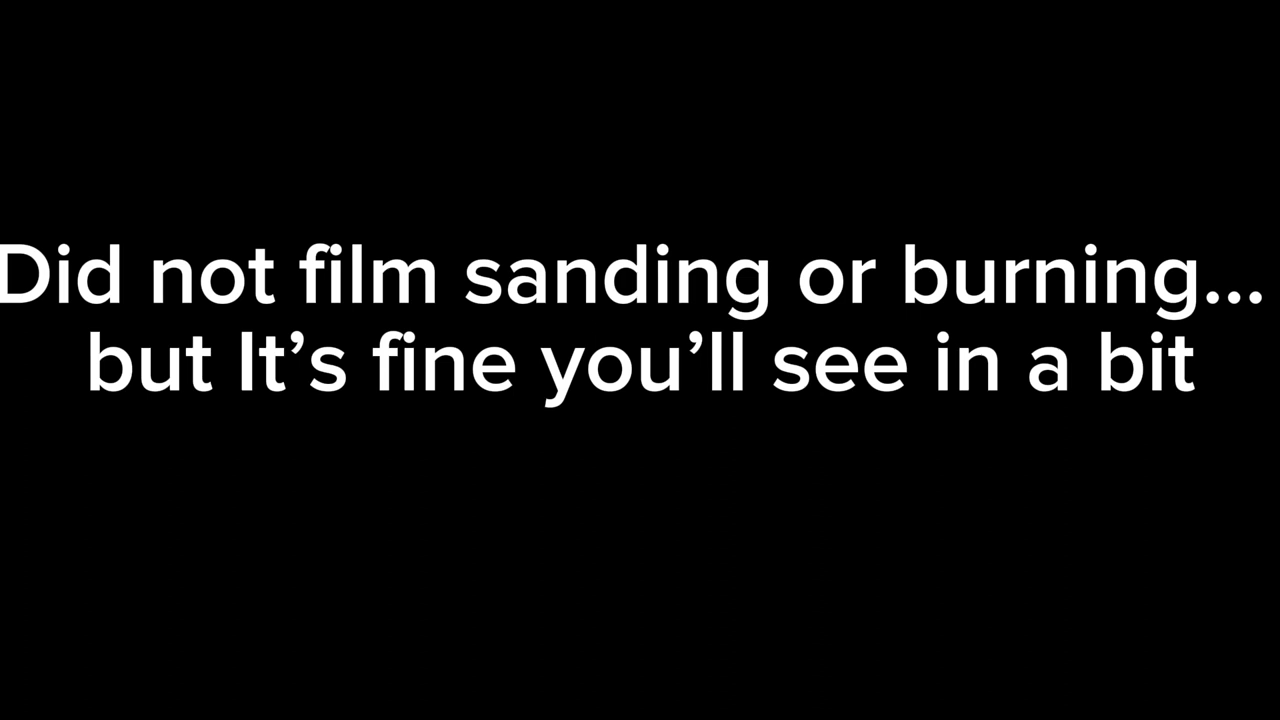 Did not film sanding or burning...
but It’s fine you’ll see in a bit